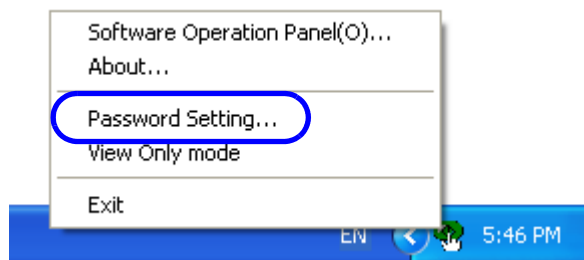 Software Operation Panel(O)...
About...
Password Setting...
View Only mode
Exit
EN
5:46 PM